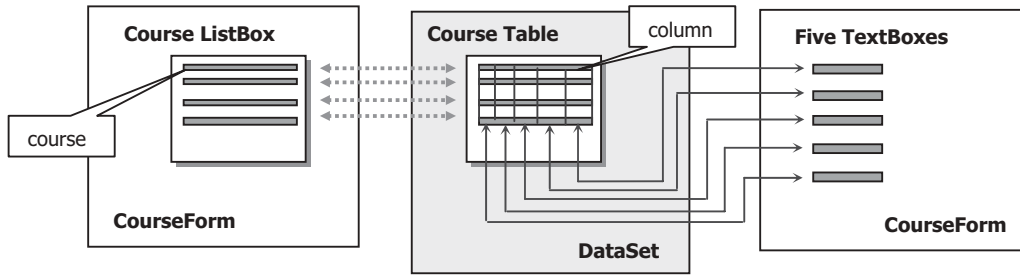 Course ListBox
course
CourseForm
Course Table
column
DataSet
Five TextBoxes
CourseForm